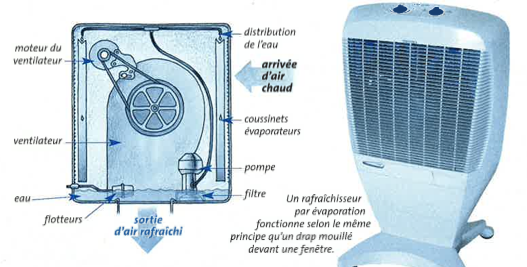 distribution
de l'eau
moteur du
ventilateur
arrivée
d'air
chaud
coussinets
évaporateurs
ventilateur
pompe
eau
filtre
flotteurs
sortie
d'air rafraîchi
Un rafraîchisseur
par évaporation
fonctionne selon le même
principe qu'un drap mouillé
devant une fenêtre.